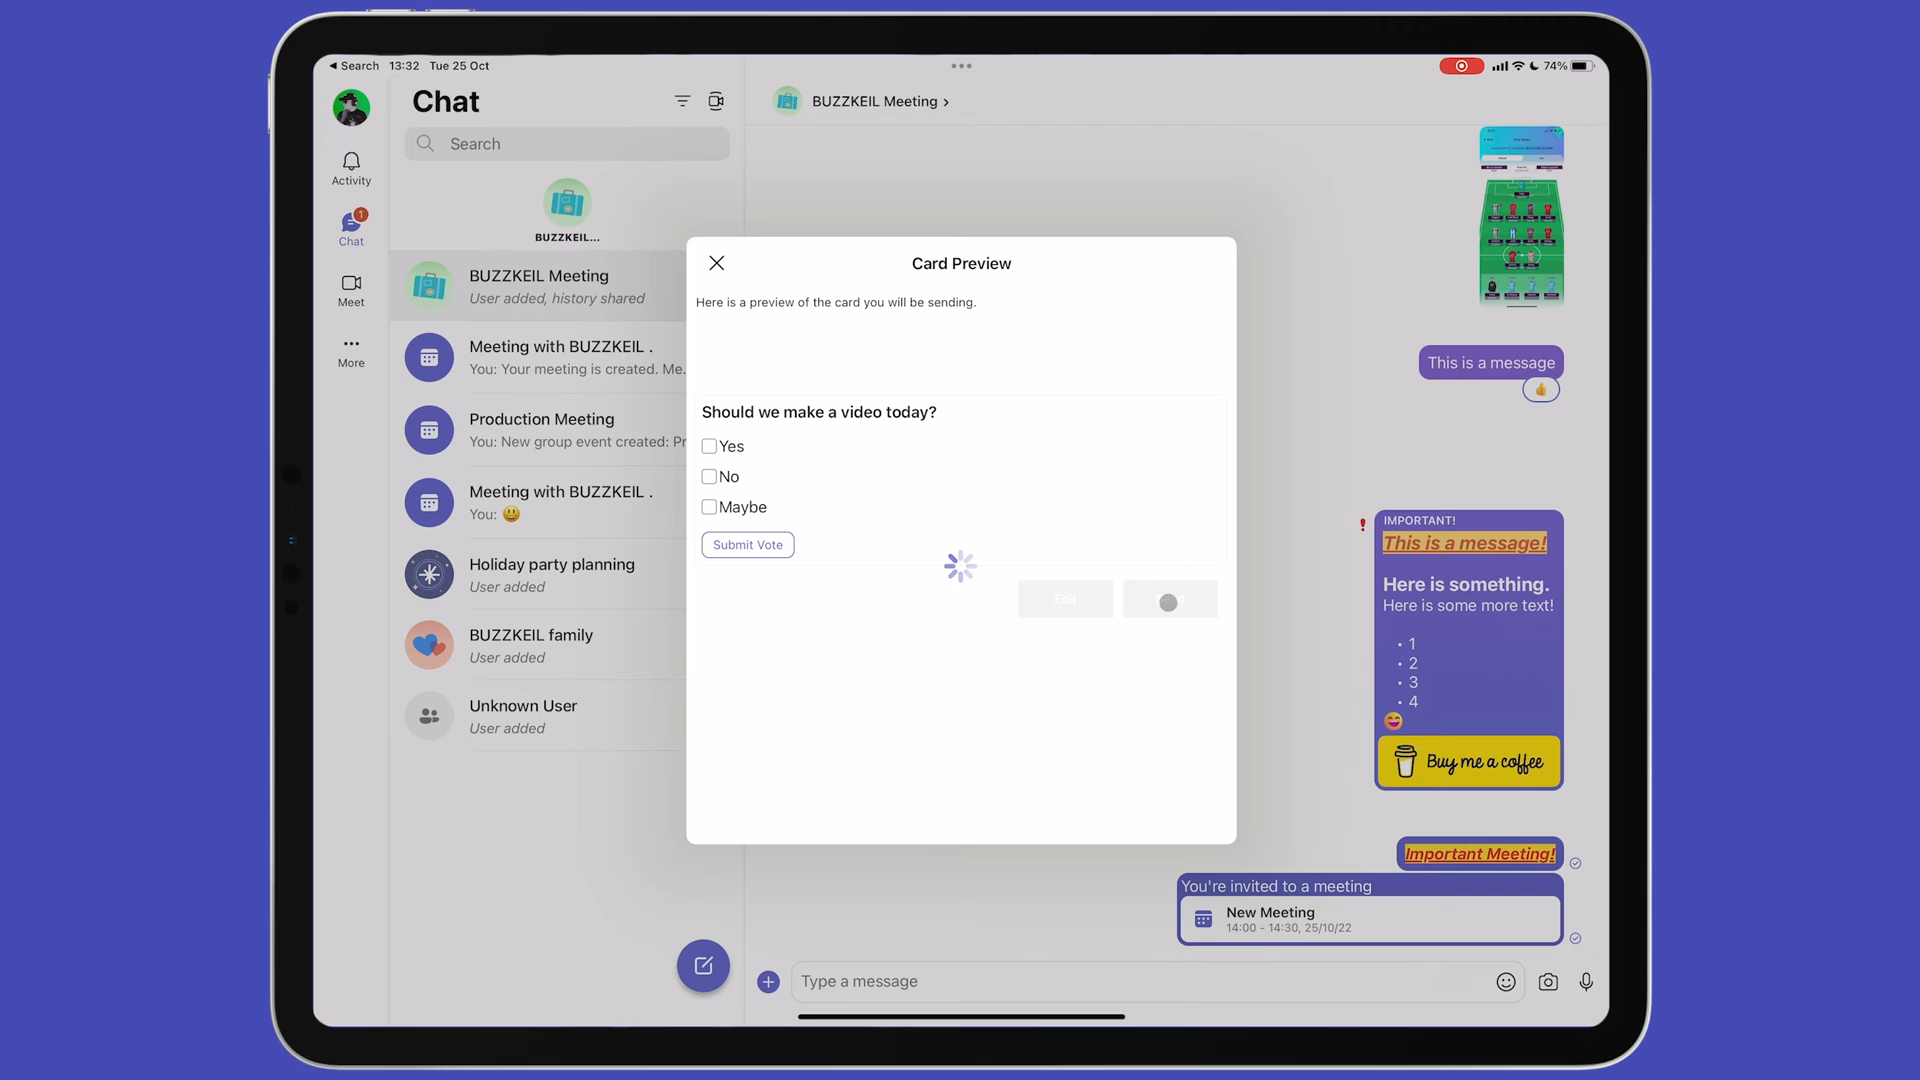 Search 13:32 Tue 25 Oct
74%
Chat
BUZZKEIL Meeting ›
Search
Activity
1
Chat
Meet
More
BUZZKEIL...
BUZZKEIL Meeting
User added, history shared
Meeting with BUZZKEIL .
You: Your meeting is created. Me.
Production Meeting
You: New group event created: Pr
Meeting with BUZZKEIL .
You: 😃
Holiday party planning
User added
BUZZKEIL family
User added
Unknown User
User added
Card Preview
Here is a preview of the card you will be sending.
Should we make a video today?
Yes
No
Maybe
Submit Vote
Edit
This is a message
IMPORTANT!
This is a message!
Here is something.
Here is some more text!
• 1
• 2
• 3
• 4
Buy me a coffee
Important Meeting!
You're invited to a meeting
New Meeting
14:00 - 14:30, 25/10/22
Type a message